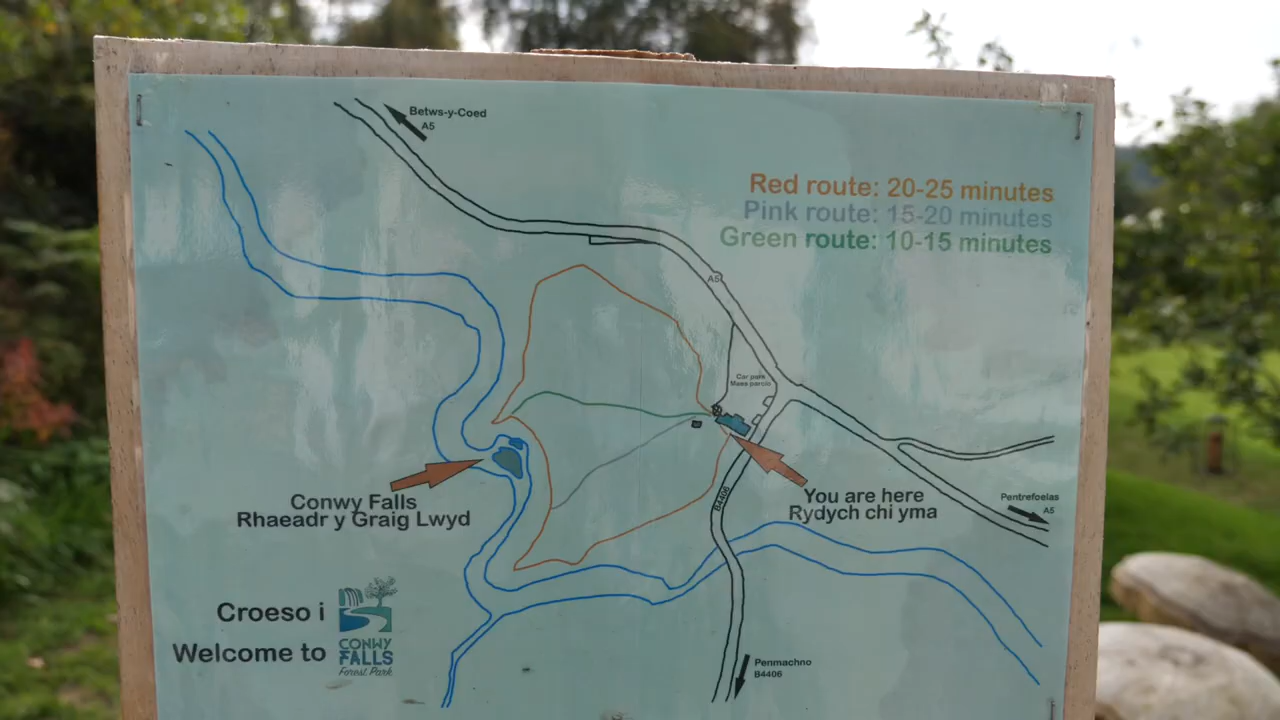 Betws-y-Coed
A5
Red route: 20-25 minutes
Pink route: 15-20 minutes
Green route: 10-15 minutes
A5
Car park
Maes parcio
Conwy Falls
Rhaeadr y Graig Lwyd
You are here
Rydych chi yma
B4406
Pentrefoelas
A5
Croeso i
Welcome to
CONWY
FALLS
Forest Park
Penmachno
B4406